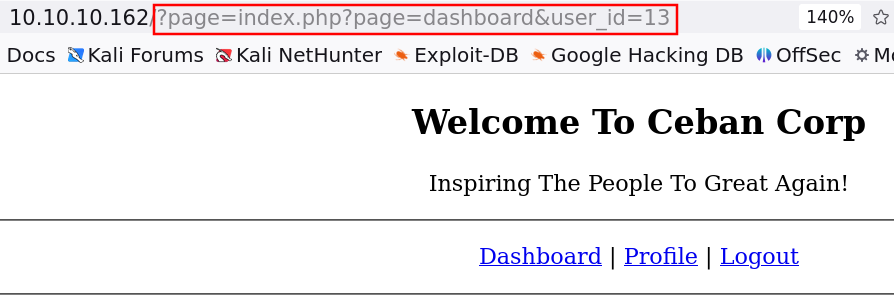 10.10.10.162/?page=index.php?page=dashboard&user_id=13 140%
Docs Kali Forums Kali NetHunter Exploit-DB Google Hacking DB OffSec M
Welcome To Ceban Corp
Inspiring The People To Great Again!
Dashboard | Profile | Logout